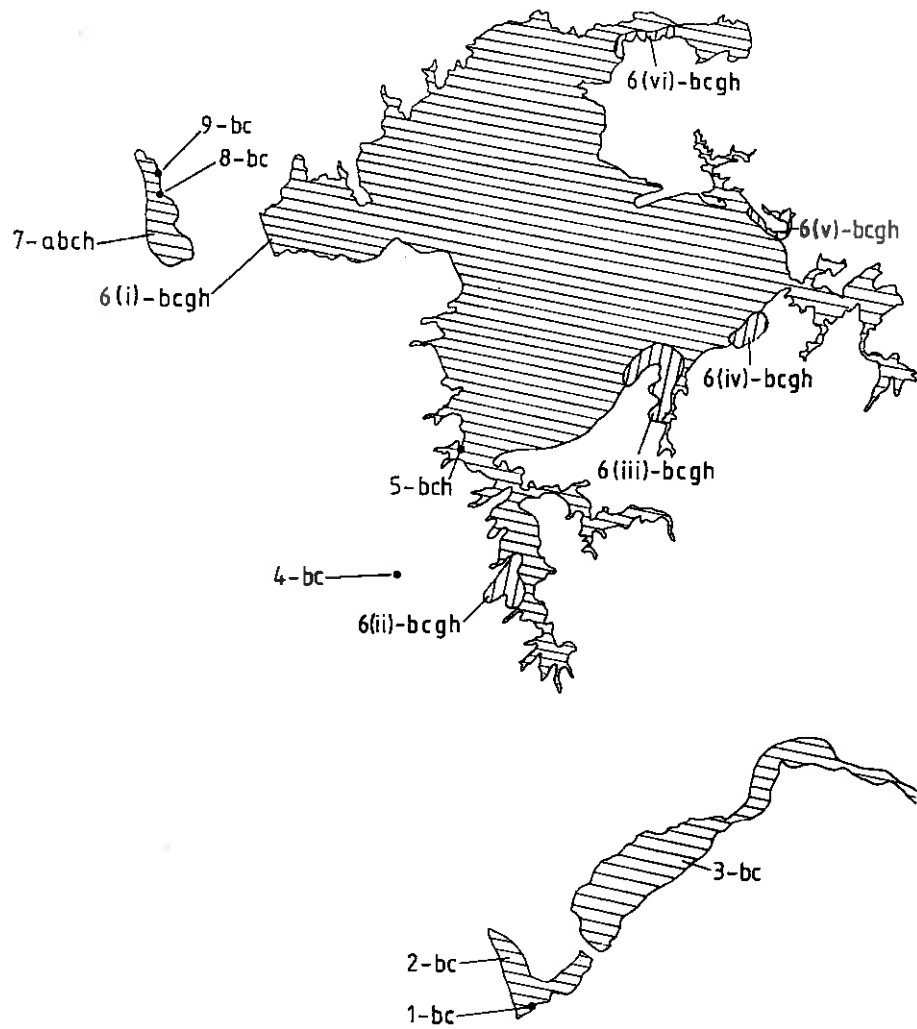 6(vi)-bcgh
9-bc
8-bc
7-abch
6(v)-bcgh
6(i)-bcgh
6(iv)-bcgh
6(iii)-bcgh
5-bch
4-bc
6(ii)-bcgh
3-bc
2-bc
1-bc